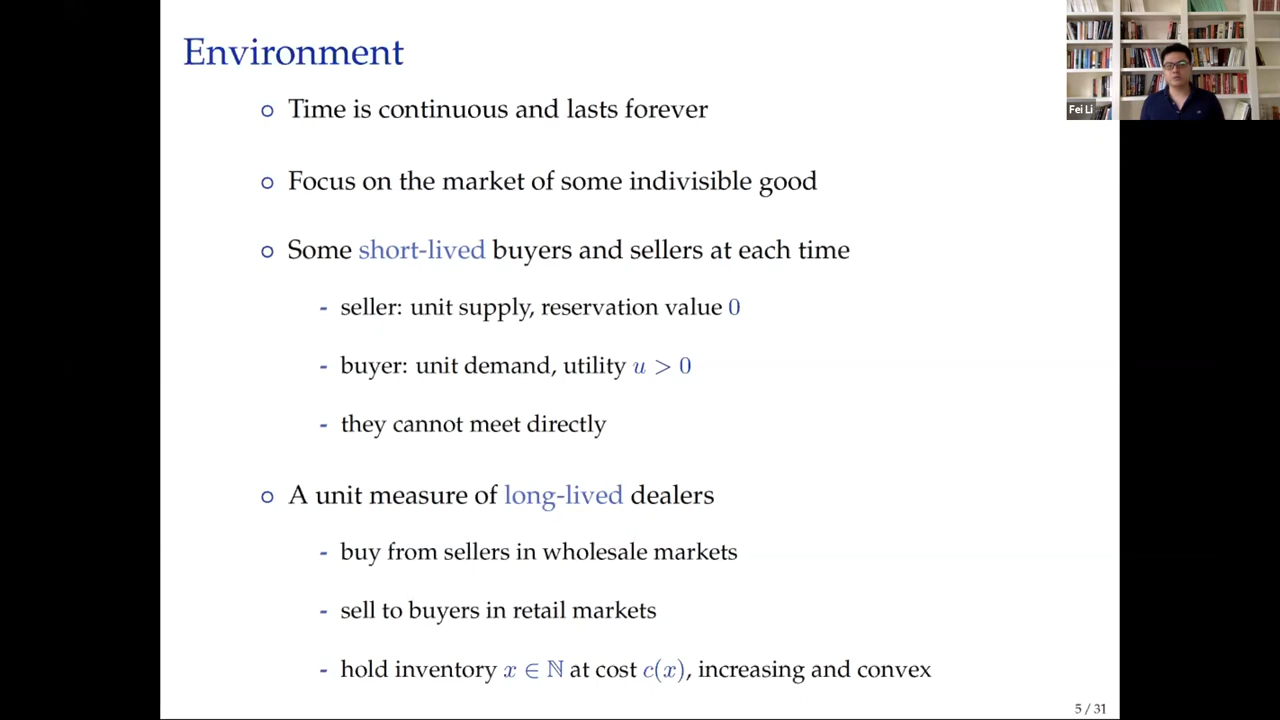 Environment
Fei Li
○ Time is continuous and lasts forever
○ Focus on the market of some indivisible good
○ Some short-lived buyers and sellers at each time
- seller: unit supply, reservation value 0
- buyer: unit demand, utility u > 0
- they cannot meet directly
○ A unit measure of long-lived dealers
- buy from sellers in wholesale markets
- sell to buyers in retail markets
- hold inventory x ∈ ℕ at cost c(x), increasing and convex
5 / 31